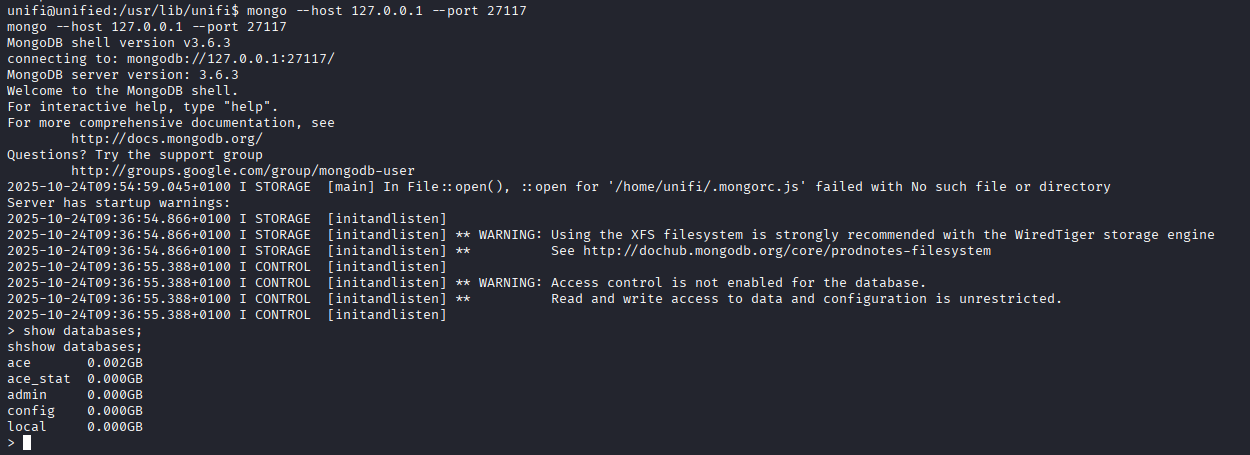 unifi@unified:/usr/lib/unifi$ mongo --host 127.0.0.1 --port 27117
mongo --host 127.0.0.1 --port 27117
MongoDB shell version v3.6.3
connecting to: mongodb://127.0.0.1:27117/
MongoDB server version: 3.6.3
Welcome to the MongoDB shell.
For interactive help, type "help".
For more comprehensive documentation, see
        http://docs.mongodb.org/
Questions? Try the support group
        http://groups.google.com/group/mongodb-user
2025-10-24T09:54:59.045+0100 I STORAGE  [main] In File::open(), ::open for '/home/unifi/.mongorc.js' failed with No such file or directory
Server has startup warnings:
2025-10-24T09:36:54.866+0100 I STORAGE  [initandlisten]
2025-10-24T09:36:54.866+0100 I STORAGE  [initandlisten] ** WARNING: Using the XFS filesystem is strongly recommended with the WiredTiger storage engine
2025-10-24T09:36:54.866+0100 I STORAGE  [initandlisten] **          See http://dochub.mongodb.org/core/prodnotes-filesystem
2025-10-24T09:36:55.388+0100 I CONTROL  [initandlisten]
2025-10-24T09:36:55.388+0100 I CONTROL  [initandlisten] ** WARNING: Access control is not enabled for the database.
2025-10-24T09:36:55.388+0100 I CONTROL  [initandlisten] **          Read and write access to data and configuration is unrestricted.
2025-10-24T09:36:55.388+0100 I CONTROL  [initandlisten]
> show databases;
shshow databases;
ace       0.002GB
ace_stat  0.000GB
admin     0.000GB
config    0.000GB
local     0.000GB
>